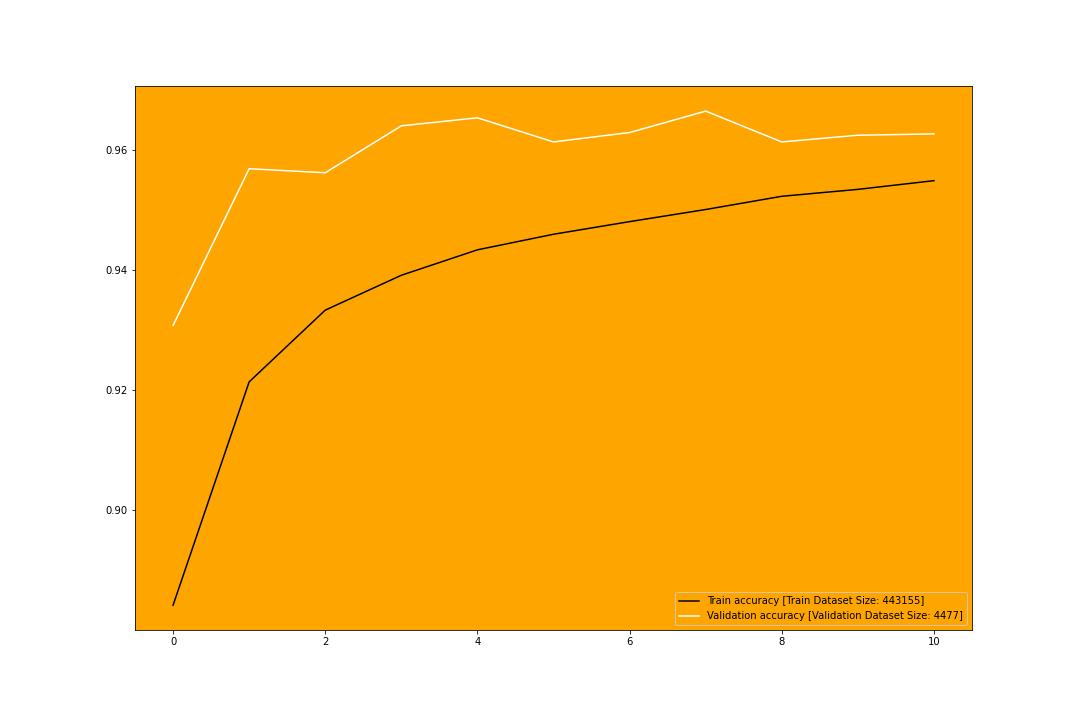 0.96
0.94
0.92
0.90
Train accuracy [Train Dataset Size: 443155]
Validation accuracy [Validation Dataset Size: 4477]
0 2 4 6 8 10